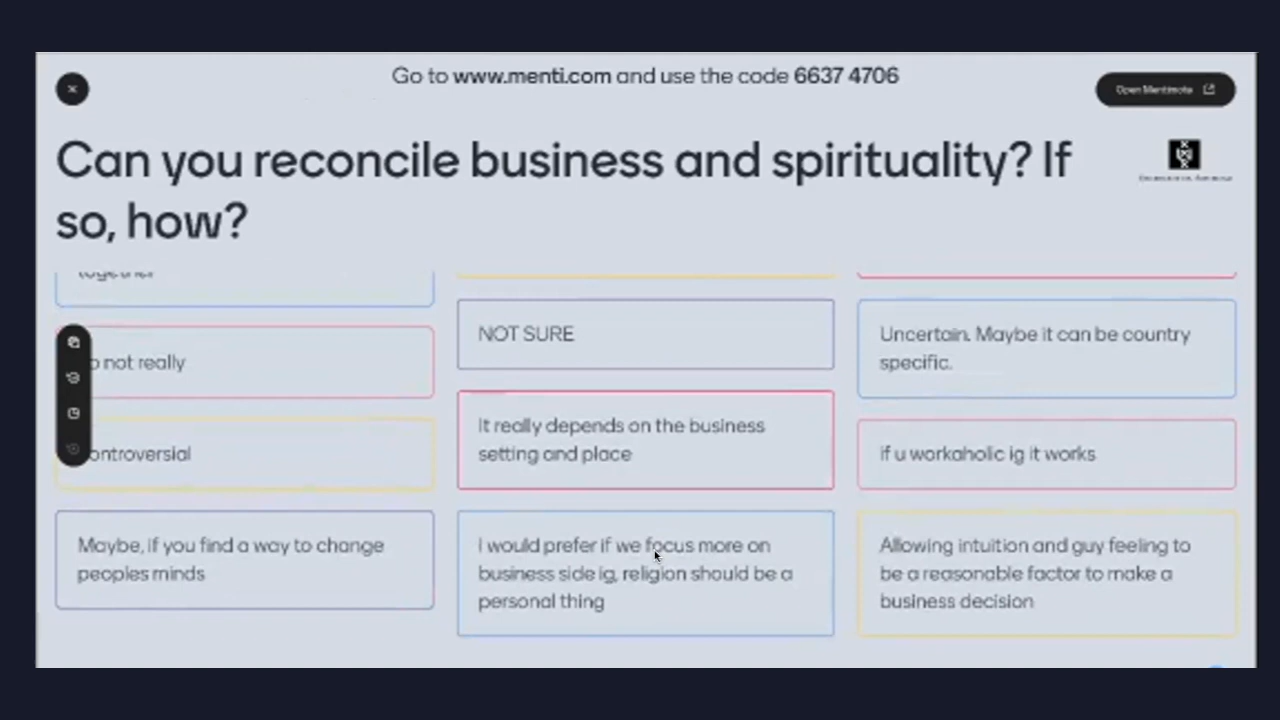 Go to www.menti.com and use the code 6637 4706
Open Mentimote
Can you reconcile business and spirituality? If
so, how?
together
not really
NOT SURE
Uncertain. Maybe it can be country
specific.
ontroversial
It really depends on the business
setting and place
if u workaholic ig it works
Maybe, if you find a way to change
peoples minds
I would prefer if we focus more on
business side ig, religion should be a
personal thing
Allowing intuition and guy feeling to
be a reasonable factor to make a
business decision